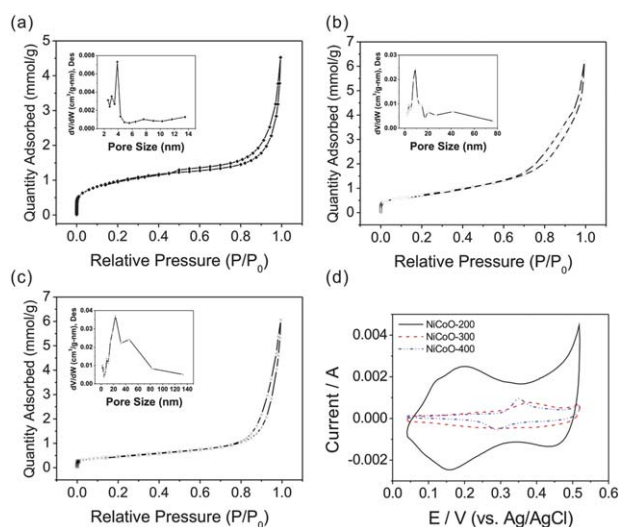 (a)
5
4
3
2
1
0
Quantity Adsorbed (mmol/g)
0.0 0.2 0.4 0.6 0.8 1.0
Relative Pressure (P/P0)
0.008
0.006
0.004
0.002
0.000
dV/dW (cm³/g·nm), Des
0 2 4 6 8 10 12 14
Pore Size (nm)
(b)
7
6
5
4
3
2
1
0
Quantity Adsorbed (mmol/g)
0.0 0.2 0.4 0.6 0.8 1.0
Relative Pressure (P/P0)
0.03
0.02
0.01
0.00
dV/dW (cm³/g·nm), Des
0 20 40 60 80
Pore Size (nm)
(c)
7
6
5
4
3
2
1
0
Quantity Adsorbed (mmol/g)
0.0 0.2 0.4 0.6 0.8 1.0
Relative Pressure (P/P0)
0.04
0.03
0.02
0.01
0.00
dV/dW (cm³/g·nm), Des
0 20 40 60 80 100 120 140
Pore Size (nm)
(d)
NiCoO-200
NiCoO-300
NiCoO-400
0.004
0.002
0.000
-0.002
Current / A
0.0 0.1 0.2 0.3 0.4 0.5 0.6
E / V (vs. Ag/AgCl)